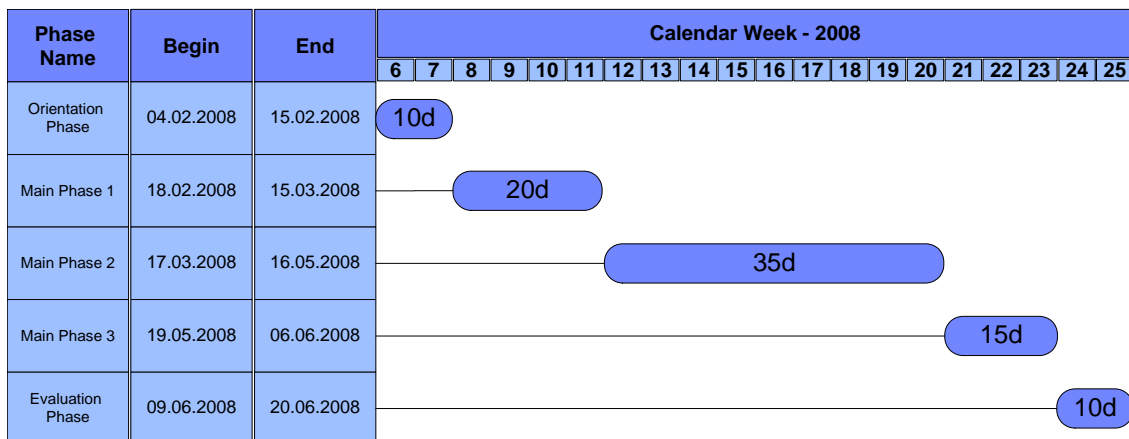 Phase
Name
Begin
End
Calendar Week - 2008
6 7 8 9 10 11 12 13 14 15 16 17 18 19 20 21 22 23 24 25
Orientation
Phase
04.02.2008
15.02.2008
10d
Main Phase 1
18.02.2008
15.03.2008
20d
Main Phase 2
17.03.2008
16.05.2008
35d
Main Phase 3
19.05.2008
06.06.2008
15d
Evaluation
Phase
09.06.2008
20.06.2008
10d